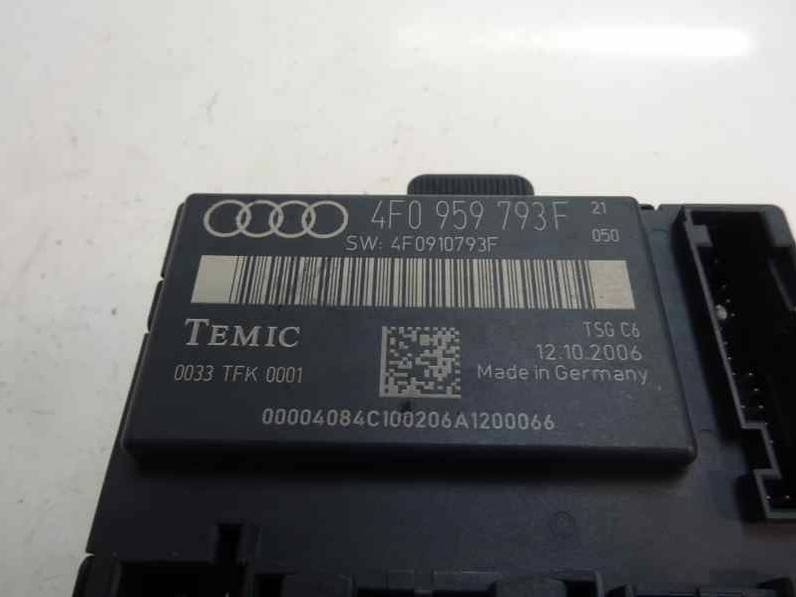 4F0 959 793F 21
SW: 4F0910793F 050
TEMIC TSG C6
12.10.2006
0033 TFK 0001 Made in Germany
00004084C100206A1200066